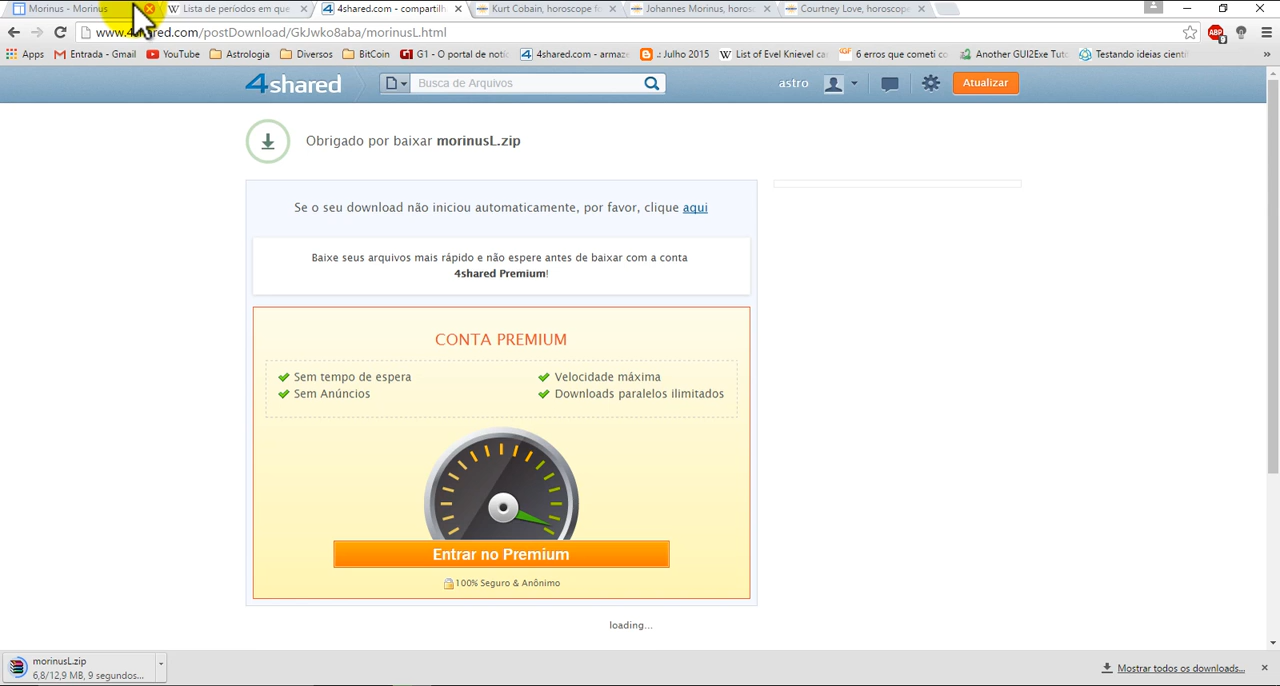 Morinus - Morinus
Lista de períodos em que
4shared.com - compartilh
Kurt Cobain, horoscope fo
Johannes Morinus, horos
Courtney Love, horoscope
www.4shared.com/postDownload/GkJwko8aba/morinusL.html
ABP
Apps
Entrada - Gmail
YouTube
Astrologia
Diversos
BitCoin
G1 - O portal de notíc
4shared.com - armaze
.: Julho 2015
List of Evel Knievel ca
6 erros que cometi co
Another GUI2Exe Tuto
Testando ideias cientí
4shared
Busca de Arquivos
astro
Atualizar
Obrigado por baixar morinusL.zip
Se o seu download não iniciou automaticamente, por favor, clique aqui
Baixe seus arquivos mais rápido e não espere antes de baixar com a conta
4shared Premium!
CONTA PREMIUM
Sem tempo de espera
Velocidade máxima
Sem Anúncios
Downloads paralelos ilimitados
Entrar no Premium
100% Seguro & Anônimo
loading...
morinusL.zip
6,8/12,9 MB, 9 segundos...
Mostrar todos os downloads...